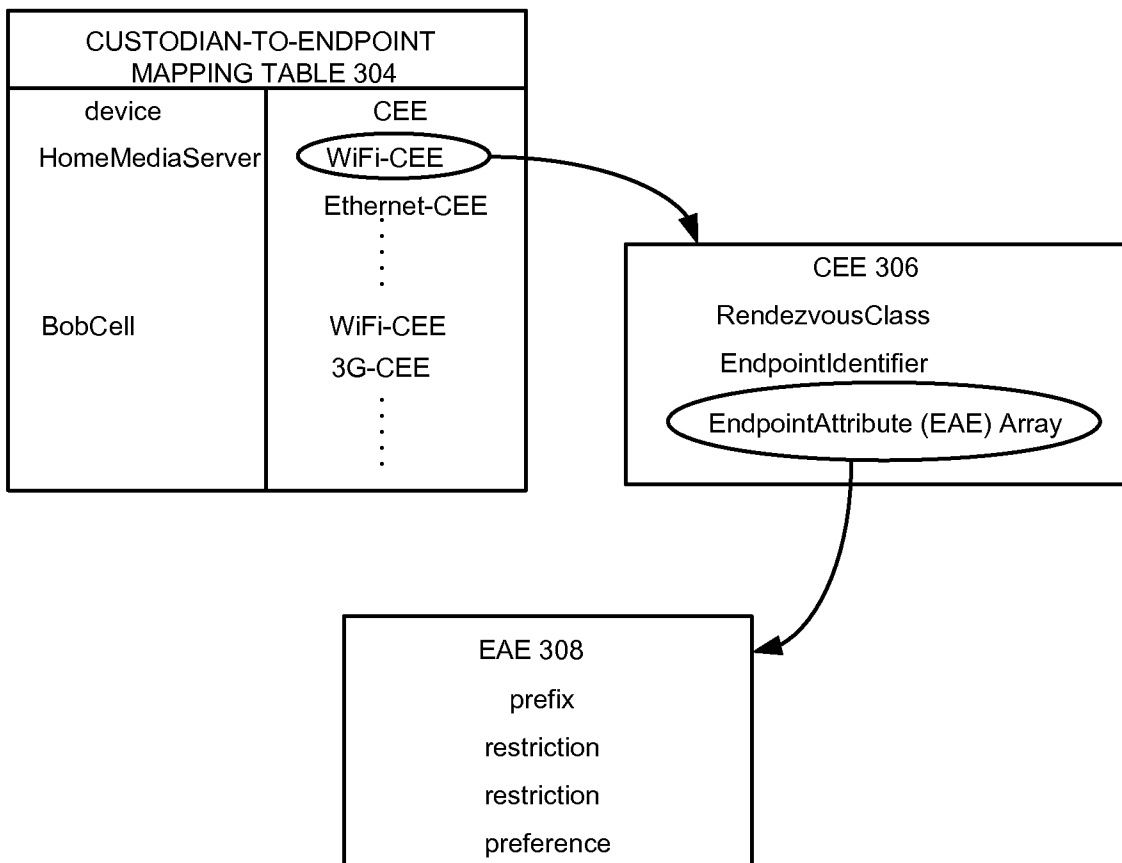 CUSTODIAN-TO-ENDPOINT
MAPPING TABLE 304
device CEE
HomeMediaServer WiFi-CEE
Ethernet-CEE
BobCell WiFi-CEE
3G-CEE
CEE 306
RendezvousClass
EndpointIdentifier
EndpointAttribute (EAE) Array
EAE 308
prefix
restriction
restriction
preference